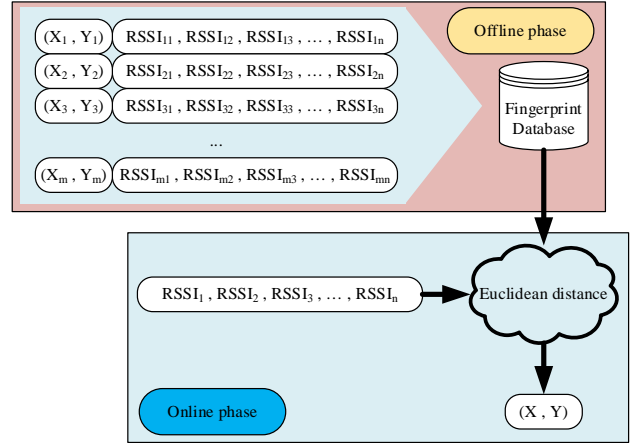 (X₁ , Y₁) RSSI₁₁ , RSSI₁₂ , RSSI₁₃ , … , RSSI₁ₙ
(X₂ , Y₂) RSSI₂₁ , RSSI₂₂ , RSSI₂₃ , … , RSSI₂ₙ
(X₃ , Y₃) RSSI₃₁ , RSSI₃₂ , RSSI₃₃ , … , RSSI₃ₙ
...
(Xₘ , Yₘ) RSSIₘ₁ , RSSIₘ₂ , RSSIₘ₃ , … , RSSIₘₙ
Offline phase
Fingerprint
Database
RSSI₁ , RSSI₂ , RSSI₃ , … , RSSIₙ
Euclidean distance
(X , Y)
Online phase